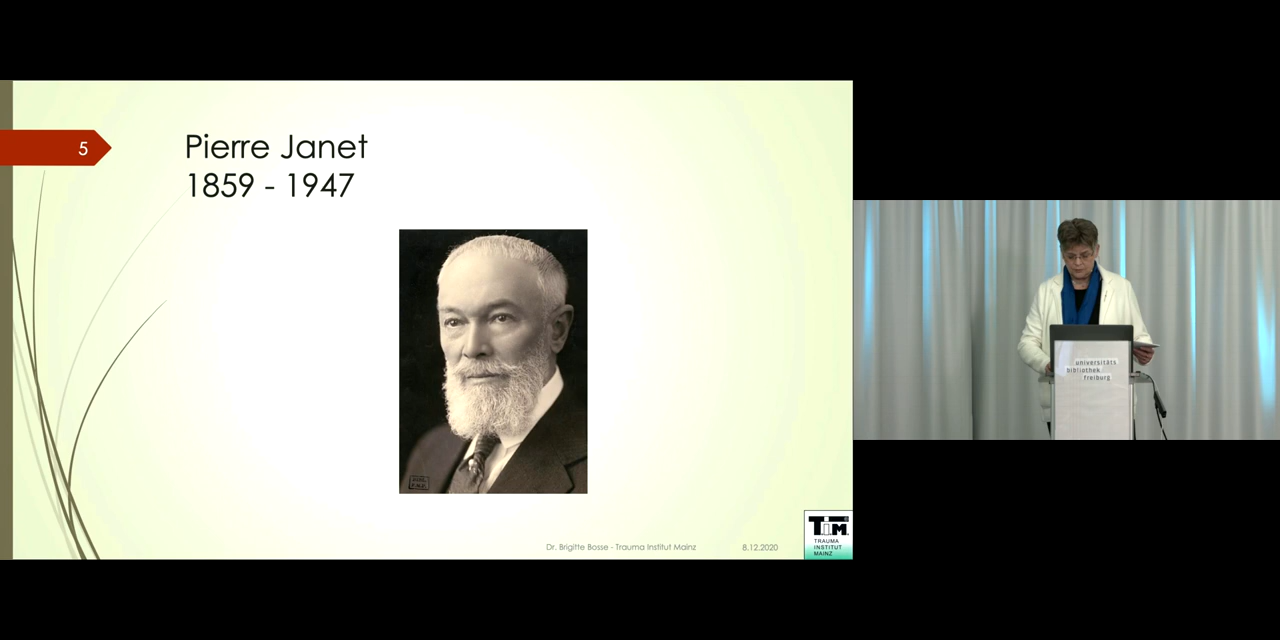 5
Pierre Janet
1859 - 1947
Dr. Brigitte Bosse - Trauma Institut Mainz
8.12.2020
TIM
TRAUMA
INSTITUT
MAINZ
universitäts
bibliothek
freiburg